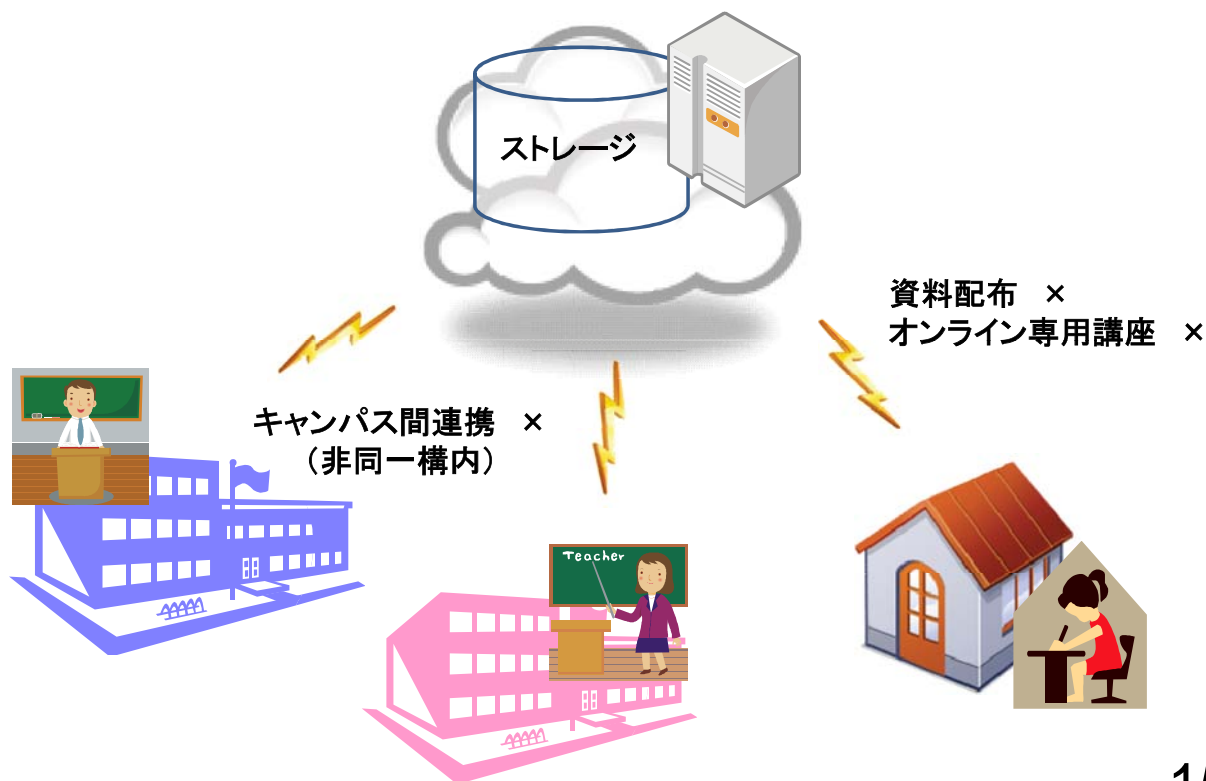 ストレージ
資料配布　×
オンライン専用講座　×
キャンパス間連携　×
（非同一構内）
Teacher